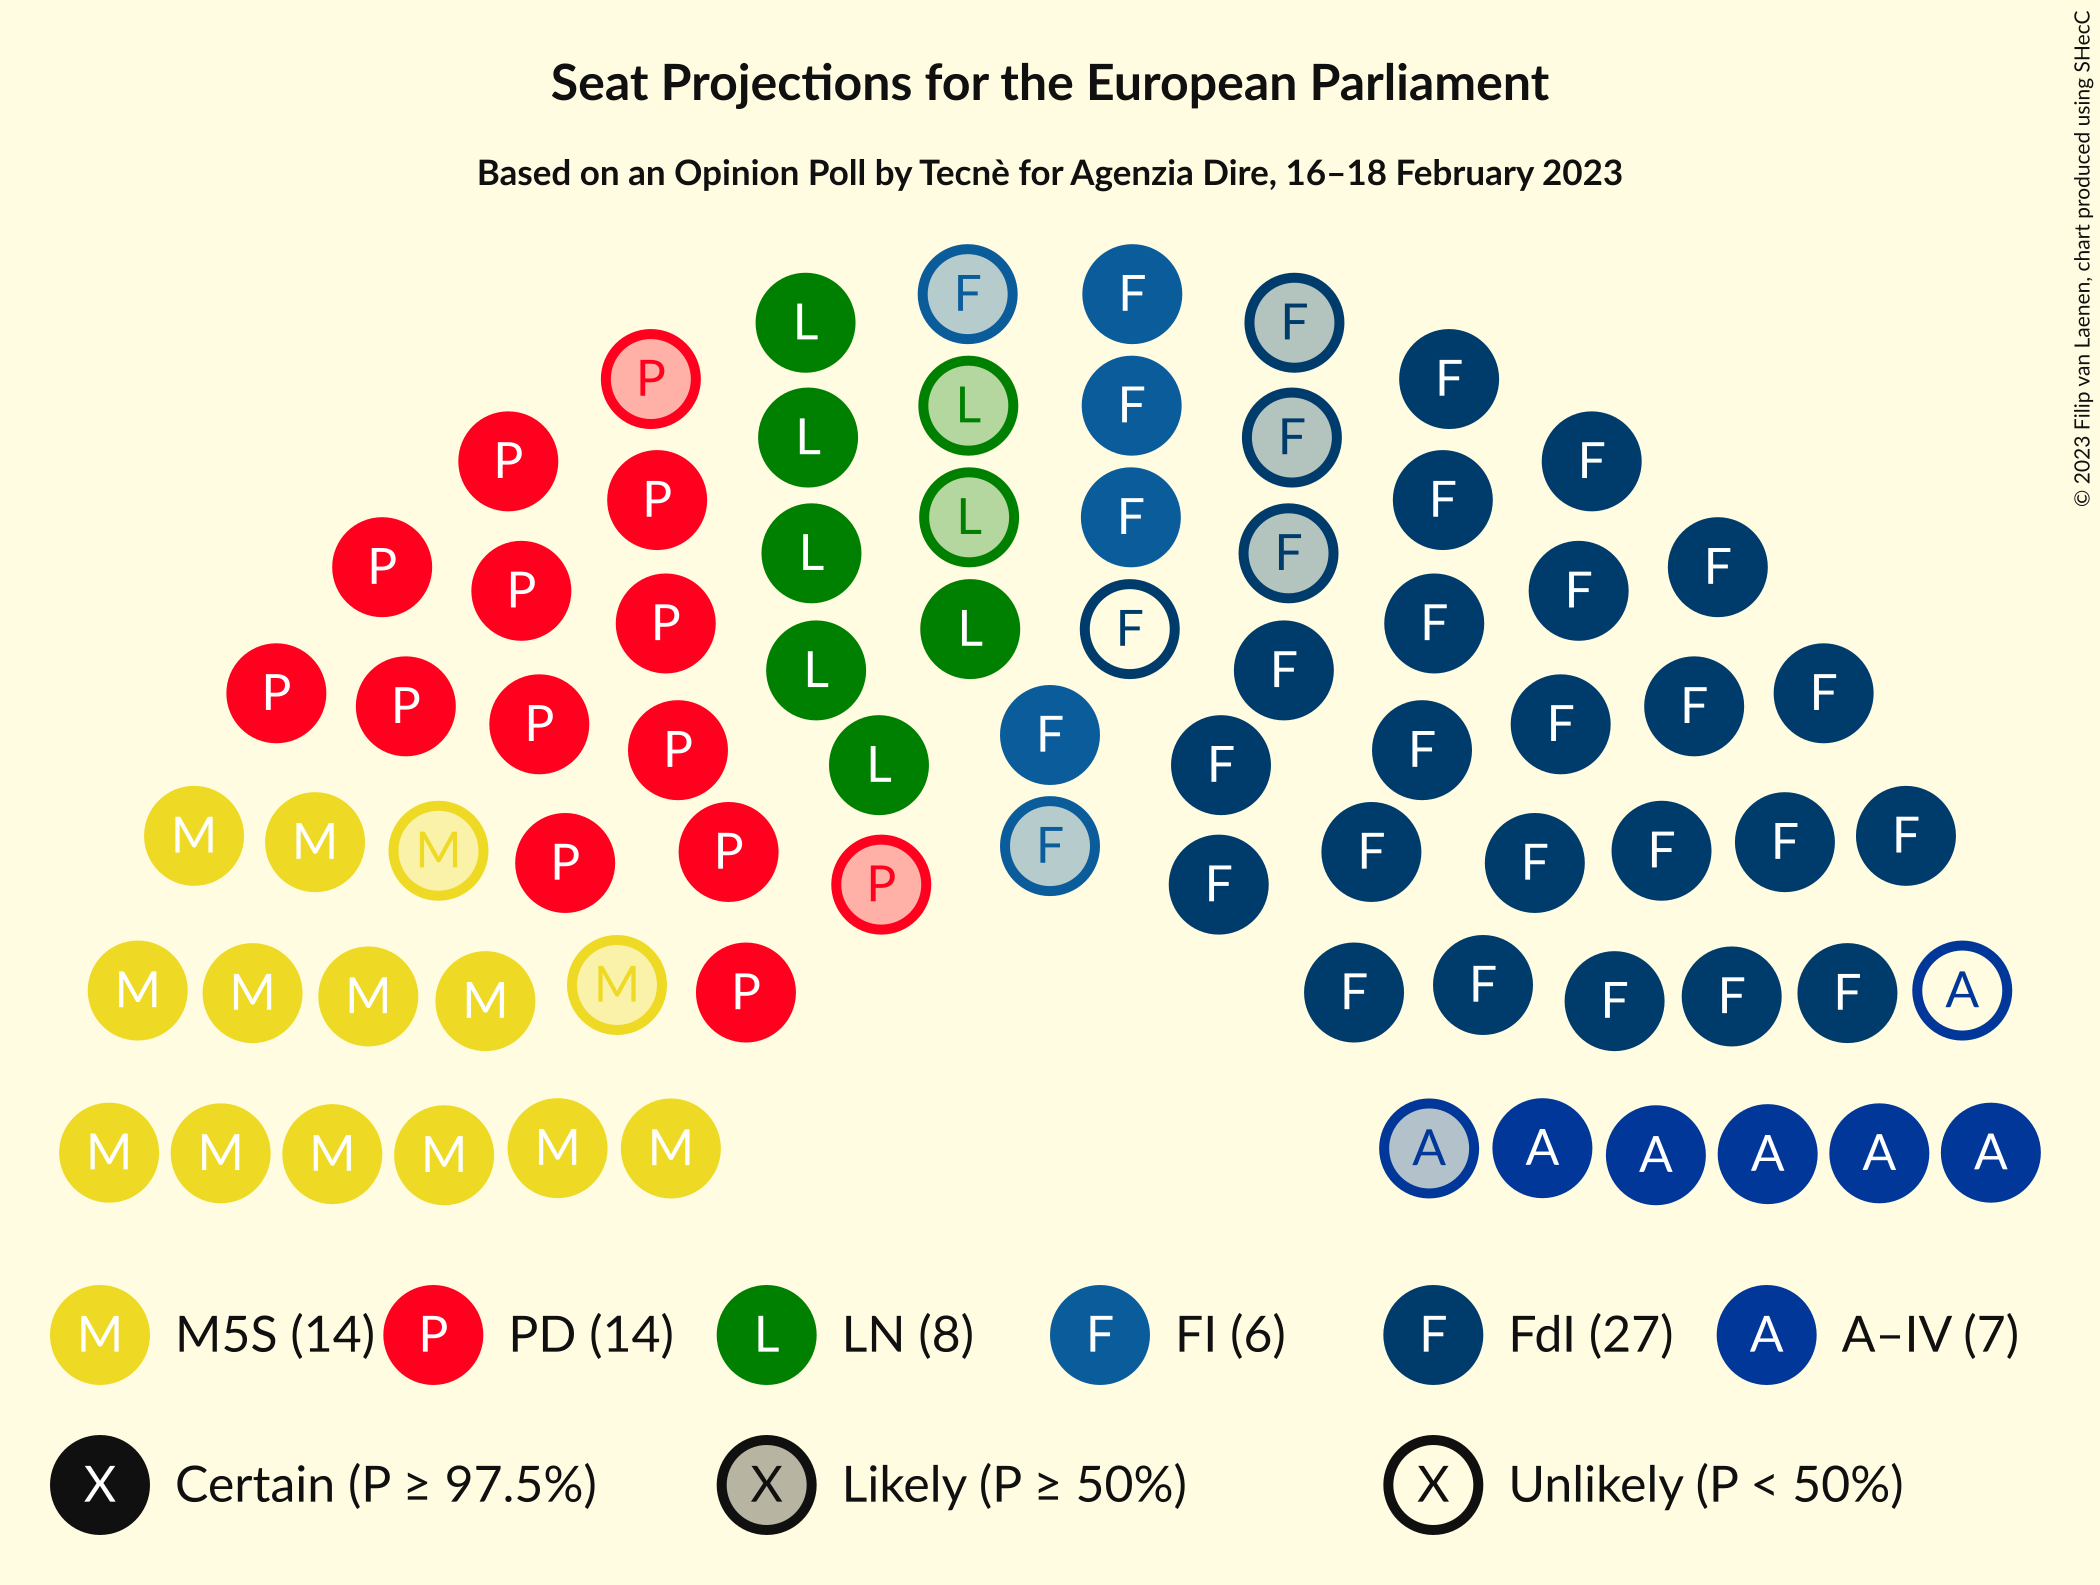 Seat Projections for the European Parliament
Based on an Opinion Poll by Tecnè for Agenzia Dire, 16–18 February 2023
© 2023 Filip van Laenen, chart produced using SHecC
F F
L F
P F
L F
P L F F
P P F F
L F
P F
P P F F
P F
L F
L F
P P F F
P P F F
F
P P F F
L F
M M F F
M P P F F F
F
P F
M M M M M P F F F F F A
M M M M M M A A A A A A
M M5S (14) P PD (14) L LN (8) F FI (6) F FdI (27) A A–IV (7)
X Certain (P ≥ 97.5%) X Likely (P ≥ 50%) X Unlikely (P < 50%)